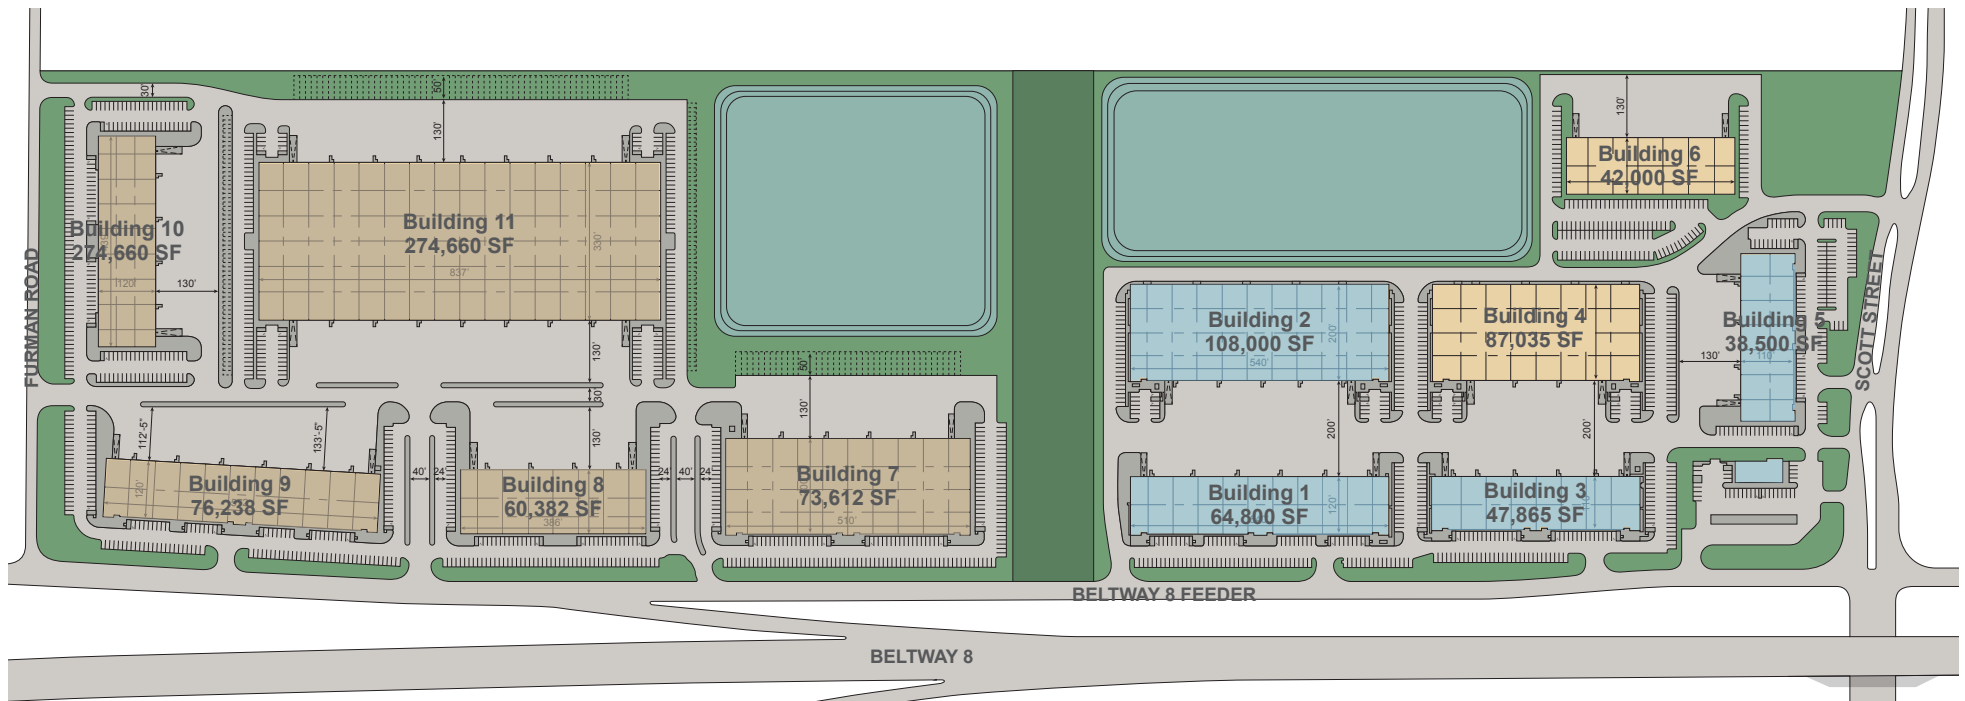 30'
50'
130'
130'
Building 6
42,000 SF
Building 10
274,660 SF
120'
130'
Building 11
274,660 SF
330'
837'
FURMAN ROAD
SCOTT STREET
Building 2
108,000 SF
200'
540'
Building 4
87,035 SF
Building 5
38,500 SF
110'
130'
130'
30'
50'
130'
112'-5"
133'-5"
130'
200'
200'
Building 9
76,238 SF
120'
40'
24'
Building 8
60,382 SF
386'
24'
40'
24'
Building 7
73,612 SF
510'
Building 1
64,800 SF
120'
Building 3
47,865 SF
BELTWAY 8 FEEDER
BELTWAY 8